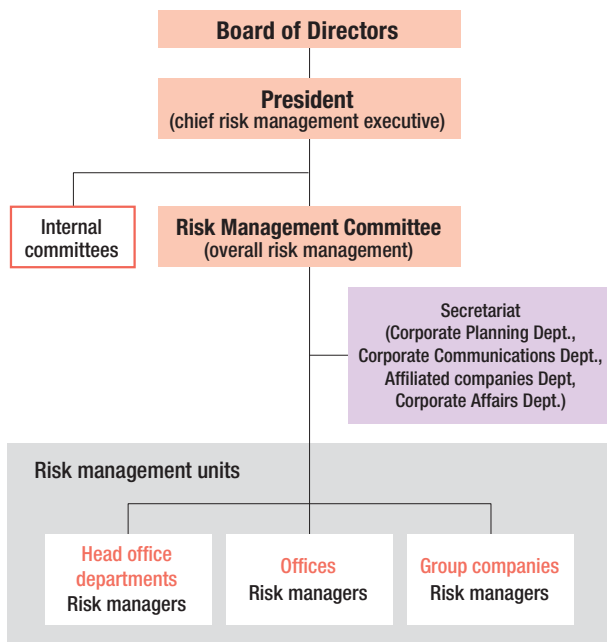 Board of Directors
President
(chief risk management executive)
Internal
committees
Risk Management Committee
(overall risk management)
Secretariat
(Corporate Planning Dept.,
Corporate Communications Dept.,
Affiliated companies Dept,
Corporate Affairs Dept.)
Risk management units
Head office
departments
Risk managers
Offices
Risk managers
Group companies
Risk managers